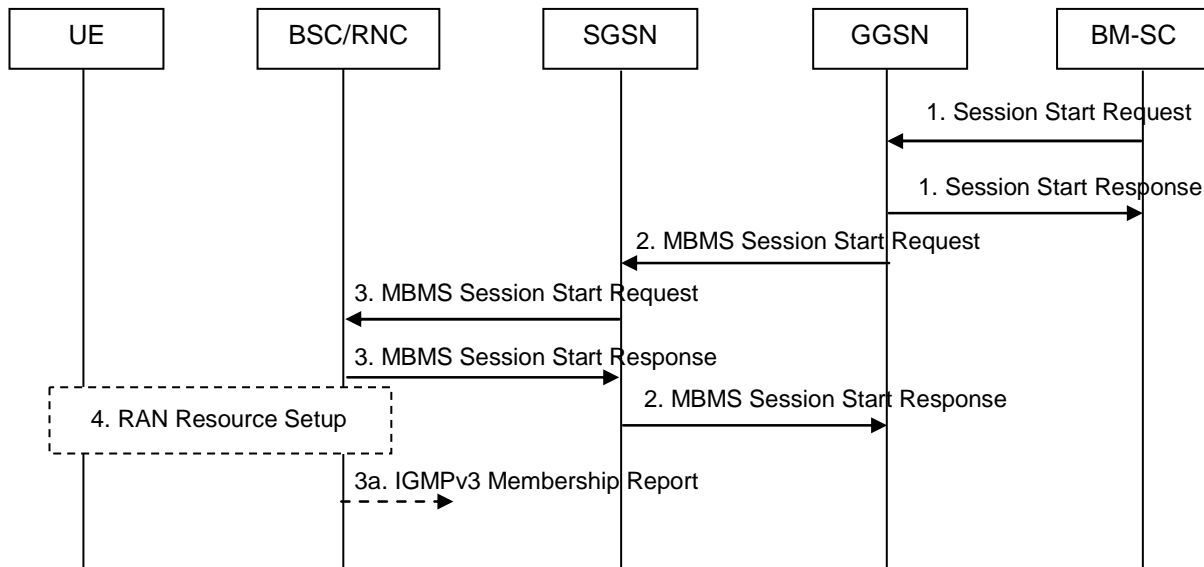 UE
BSC/RNC
SGSN
GGSN
BM-SC
1. Session Start Request
1. Session Start Response
2. MBMS Session Start Request
3. MBMS Session Start Request
3. MBMS Session Start Response
2. MBMS Session Start Response
4. RAN Resource Setup
3a. IGMPv3 Membership Report